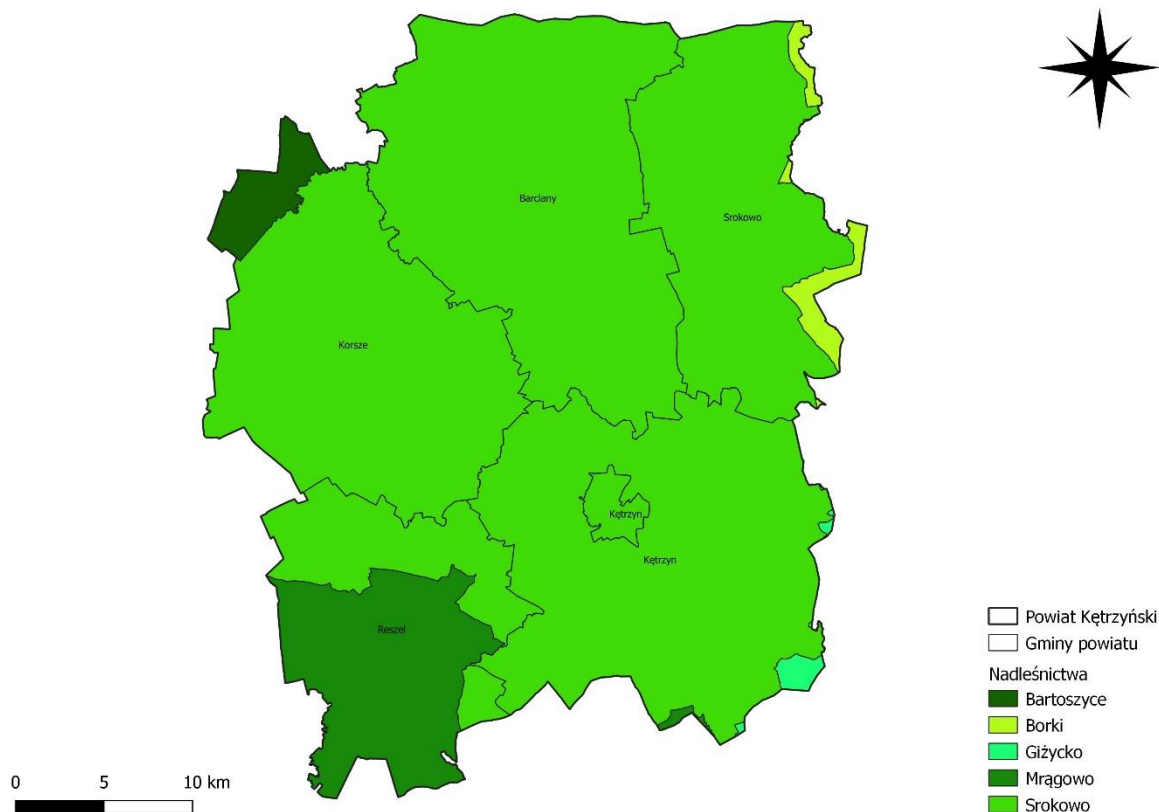 Barciany
Srokowo
Korsze
Kętrzyn
Kętrzyn
Reszel
Powiat Kętrzyński
Gminy powiatu
Nadleśnictwa
Bartoszyce
Borki
Giżycko
Mrągowo
Srokowo
0 5 10 km